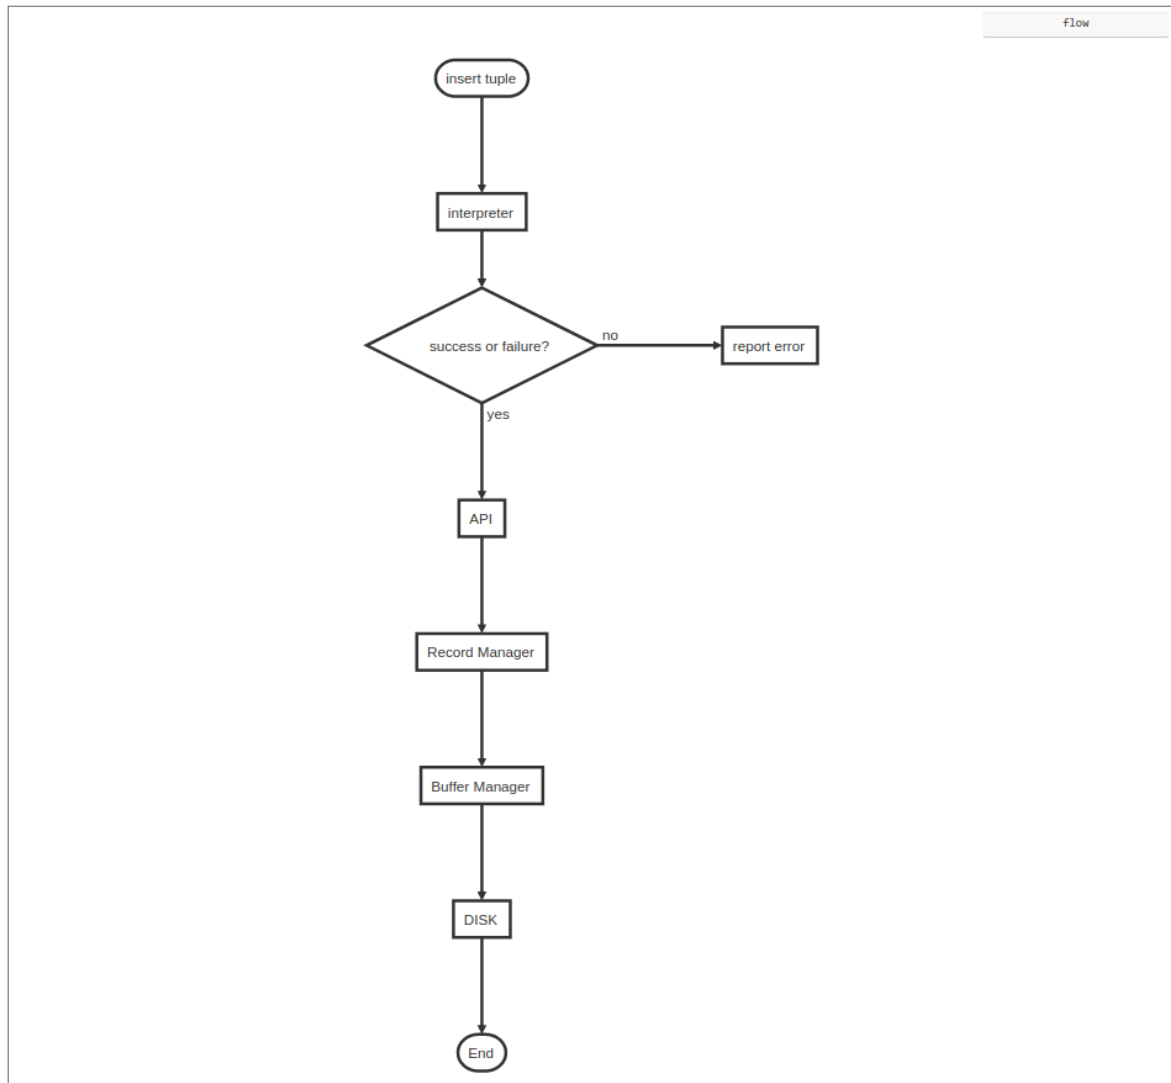 flow
insert tuple
interpreter
success or failure?
no
report error
yes
API
Record Manager
Buffer Manager
DISK
End